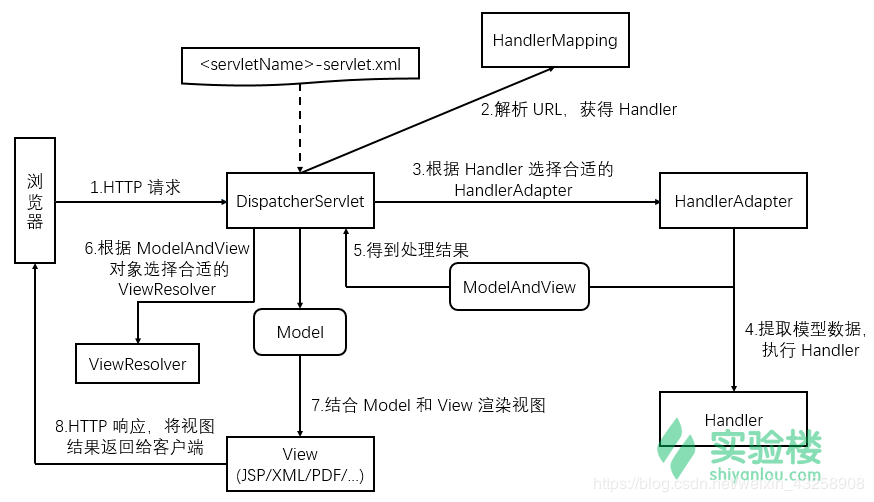 HandlerMapping
<servletName>-servlet.xml
2.解析 URL，获得 Handler
浏
览
器
1.HTTP 请求
DispatcherServlet
3.根据 Handler 选择合适的
HandlerAdapter
HandlerAdapter
6.根据 ModelAndView
对象选择合适的
ViewResolver
5.得到处理结果
ModelAndView
Model
4.提取模型数据，
执行 Handler
ViewResolver
7.结合 Model 和 View 渲染视图
8.HTTP 响应，将视图
结果返回给客户端
View
(JSP/XML/PDF/...)
Handler
实验楼
shiyanlou.com
https://blog.csdn.net/weixin_43258908